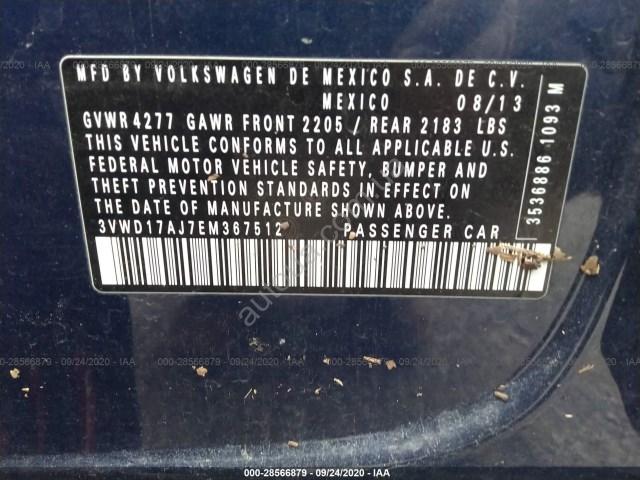 MFD BY VOLKSWAGEN DE MEXICO S.A. DE C.V.
MEXICO 08/13
GVWR 4277 GAWR FRONT 2205 / REAR 2183 LBS
THIS VEHICLE CONFORMS TO ALL APPLICABLE U.S.
FEDERAL MOTOR VEHICLE SAFETY, BUMPER AND
THEFT PREVENTION STANDARDS IN EFFECT ON
THE DATE OF MANUFACTURE SHOWN ABOVE.
3VWD17AJ7EM367512 PASSENGER CAR
3536886 1093 M
000-28566879 - 09/24/2020 - IAA